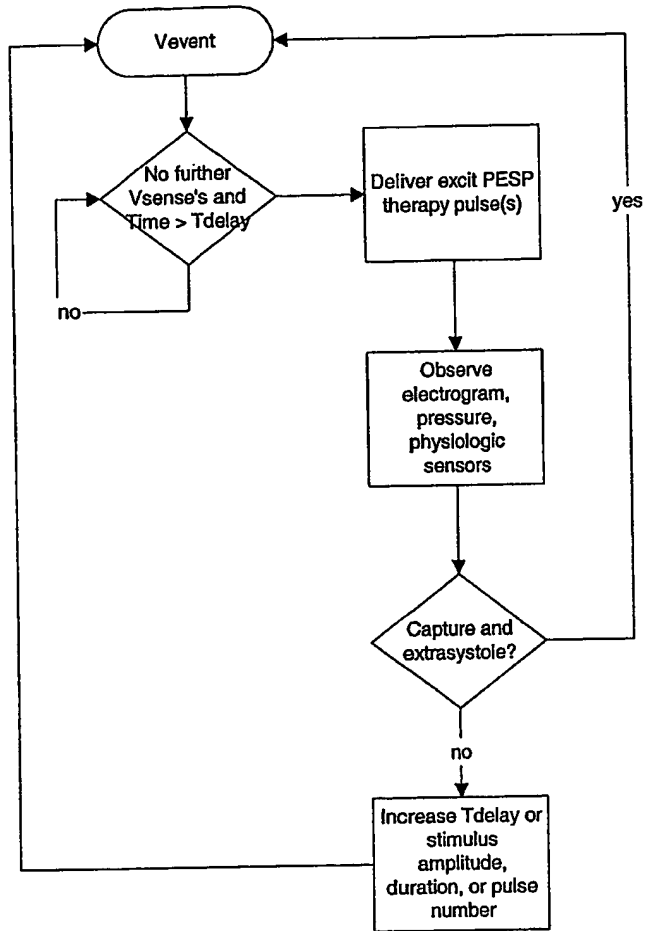 Vevent
No further
Vsense's and
Time > Tdelay
Deliver excit PESP
therapy pulse(s)
yes
no
Observe
electrogram,
pressure,
physiologic
sensors
Capture and
extrasystole?
no
Increase Tdelay or
stimulus
amplitude,
duration, or pulse
number